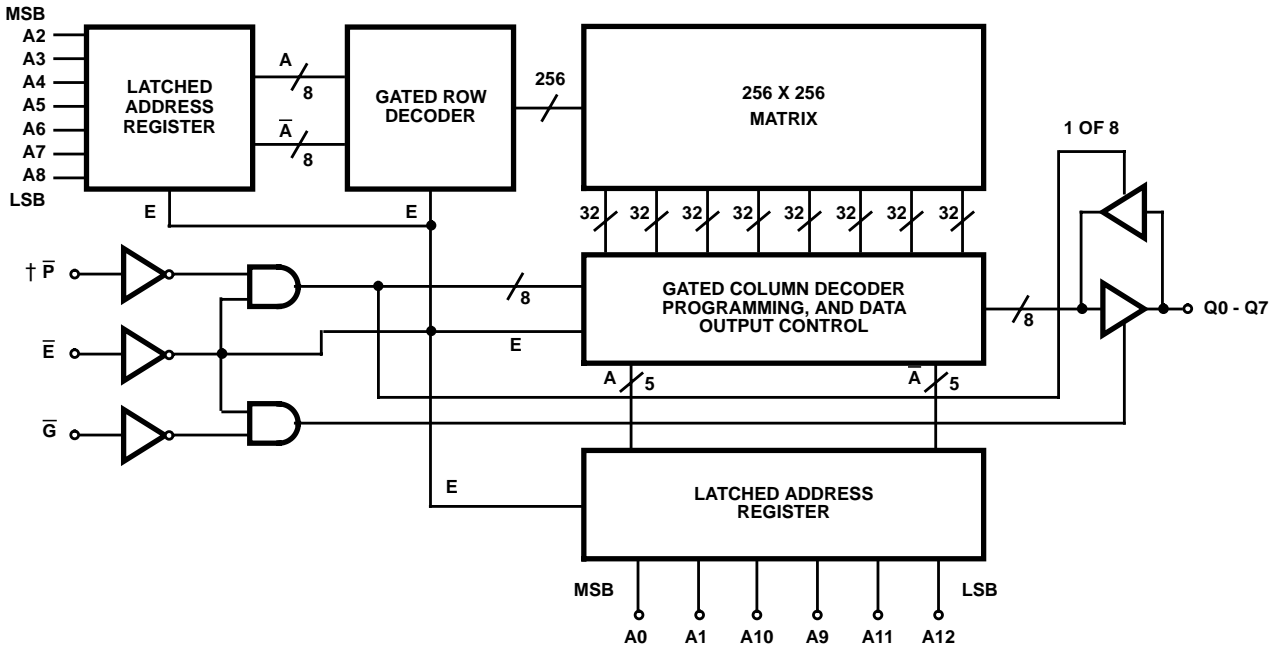 MSB
A2
A3
A4
A5
A6
A7
A8
LSB
LATCHED
ADDRESS
REGISTER
E
A
8
A̅
8
GATED ROW
DECODER
E
256
256 X 256
MATRIX
32 32 32 32 32 32 32 32
1 OF 8
† P̅
E̅
G̅
8
E
GATED COLUMN DECODER
PROGRAMMING, AND DATA
OUTPUT CONTROL
8
Q0 - Q7
A 5
A̅ 5
E
LATCHED ADDRESS
REGISTER
MSB
LSB
A0 A1 A10 A9 A11 A12